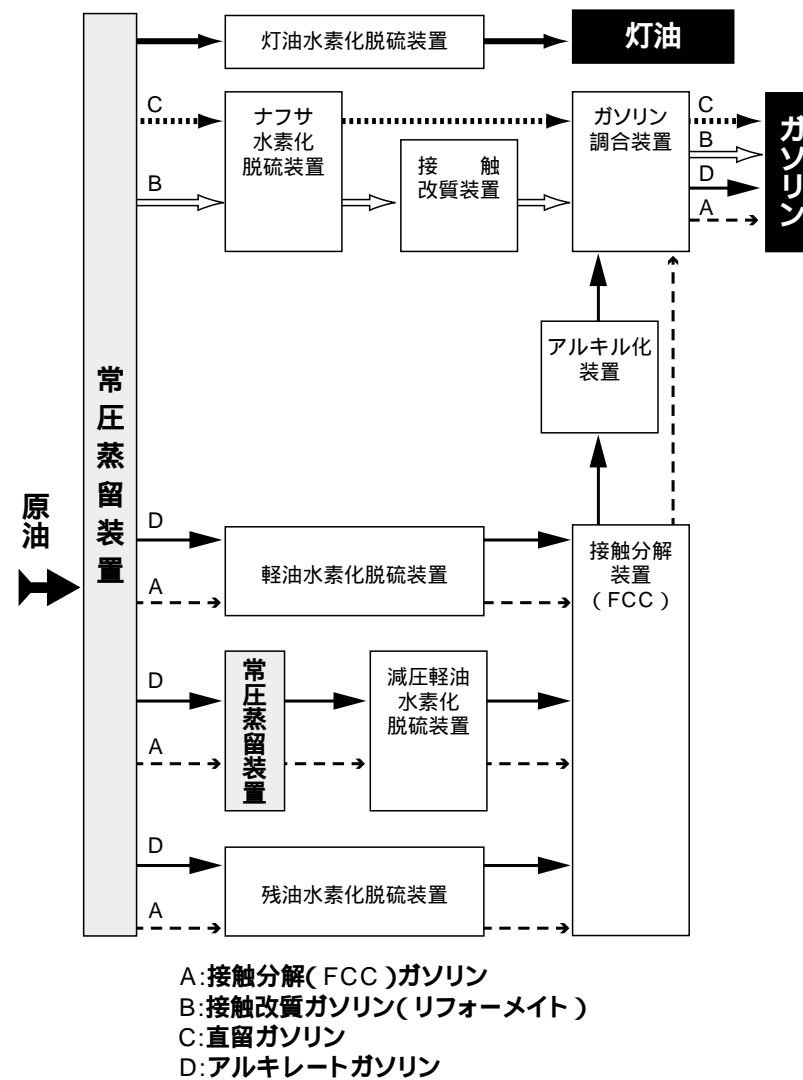 灯油水素化脱硫装置
灯油
C
ナフサ
水素化
脱硫装置
ガソリン
調合装置
C
B
D
A
ガソリン
B
接 触
改質装置
アルキル化
装置
常圧蒸留装置
原油
D
軽油水素化脱硫装置
A
接触分解
装置
(FCC)
D
常圧蒸留装置
減圧軽油
水素化
脱硫装置
A
D
残油水素化脱硫装置
A
A:接触分解(FCC)ガソリン
B:接触改質ガソリン(リフォーメイト)
C:直留ガソリン
D:アルキレートガソリン